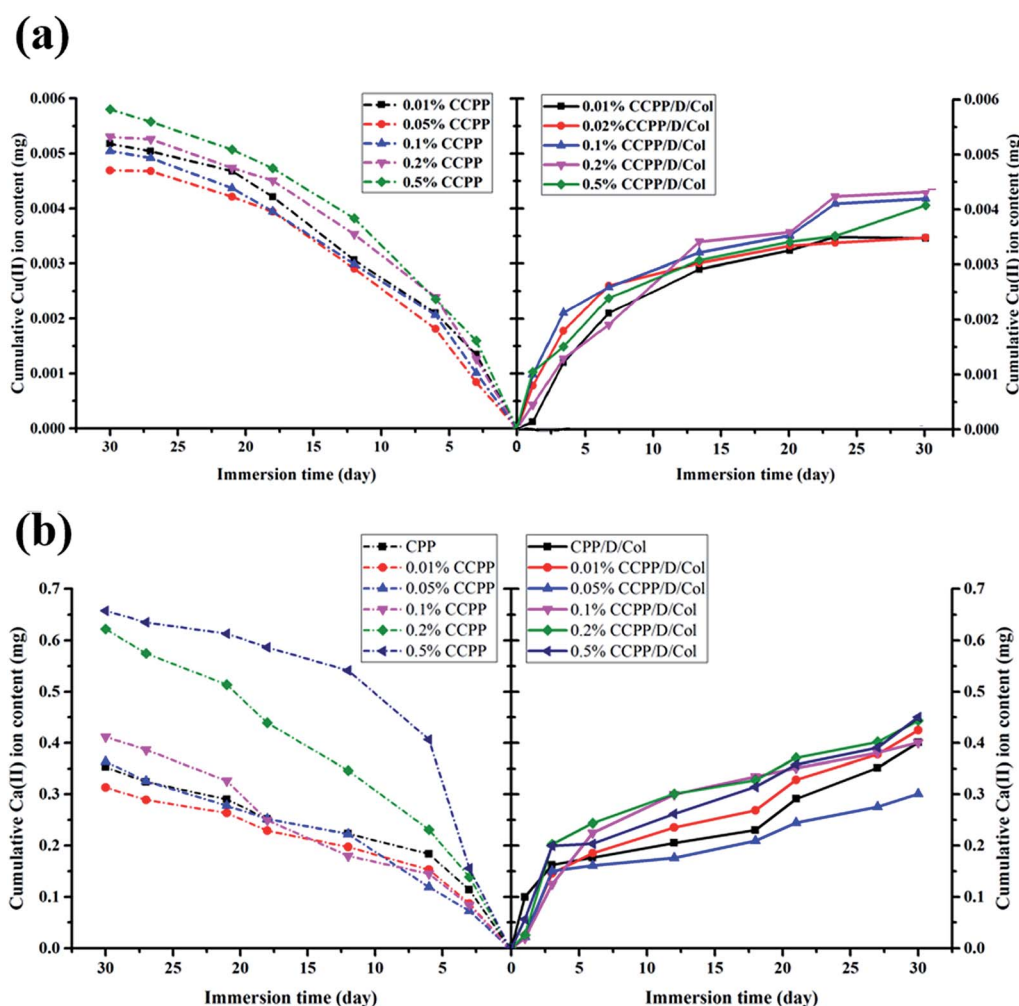 (a)
0.01% CCPP
0.05% CCPP
0.1% CCPP
0.2% CCPP
0.5% CCPP
0.01% CCPP/D/Col
0.02%CCPP/D/Col
0.1% CCPP/D/Col
0.2% CCPP/D/Col
0.5% CCPP/D/Col
Cumulative Cu(II) ion content (mg)
0.006
0.005
0.004
0.003
0.002
0.001
0.000
0.006
0.005
0.004
0.003
0.002
0.001
0.000
Cumulative Cu(II) ion content (mg)
30 25 20 15 10 5 0 5 10 15 20 25 30
Immersion time (day) Immersion time (day)
(b)
CPP
0.01% CCPP
0.05% CCPP
0.1% CCPP
0.2% CCPP
0.5% CCPP
CPP/D/Col
0.01% CCPP/D/Col
0.05% CCPP/D/Col
0.1% CCPP/D/Col
0.2% CCPP/D/Col
0.5% CCPP/D/Col
Cumulative Ca(II) ion content (mg)
0.7
0.6
0.5
0.4
0.3
0.2
0.1
0.0
0.7
0.6
0.5
0.4
0.3
0.2
0.1
0.0
Cumulative Ca(II) ion content (mg)
30 25 20 15 10 5 0 5 10 15 20 25 30
Immersion time (day) Immersion time (day)